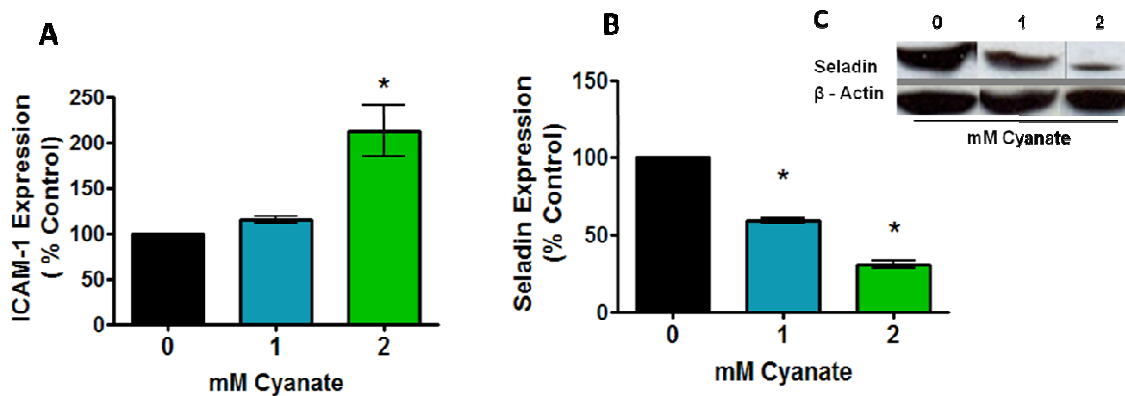 A
ICAM-1 Expression
( % Control)
250
200
150
100
50
0
*
0 1 2
mM Cyanate
B
Seladin Expression
(% Control)
150
100
50
0
*
*
0 1 2
mM Cyanate
C
0 1 2
Seladin
β - Actin
mM Cyanate